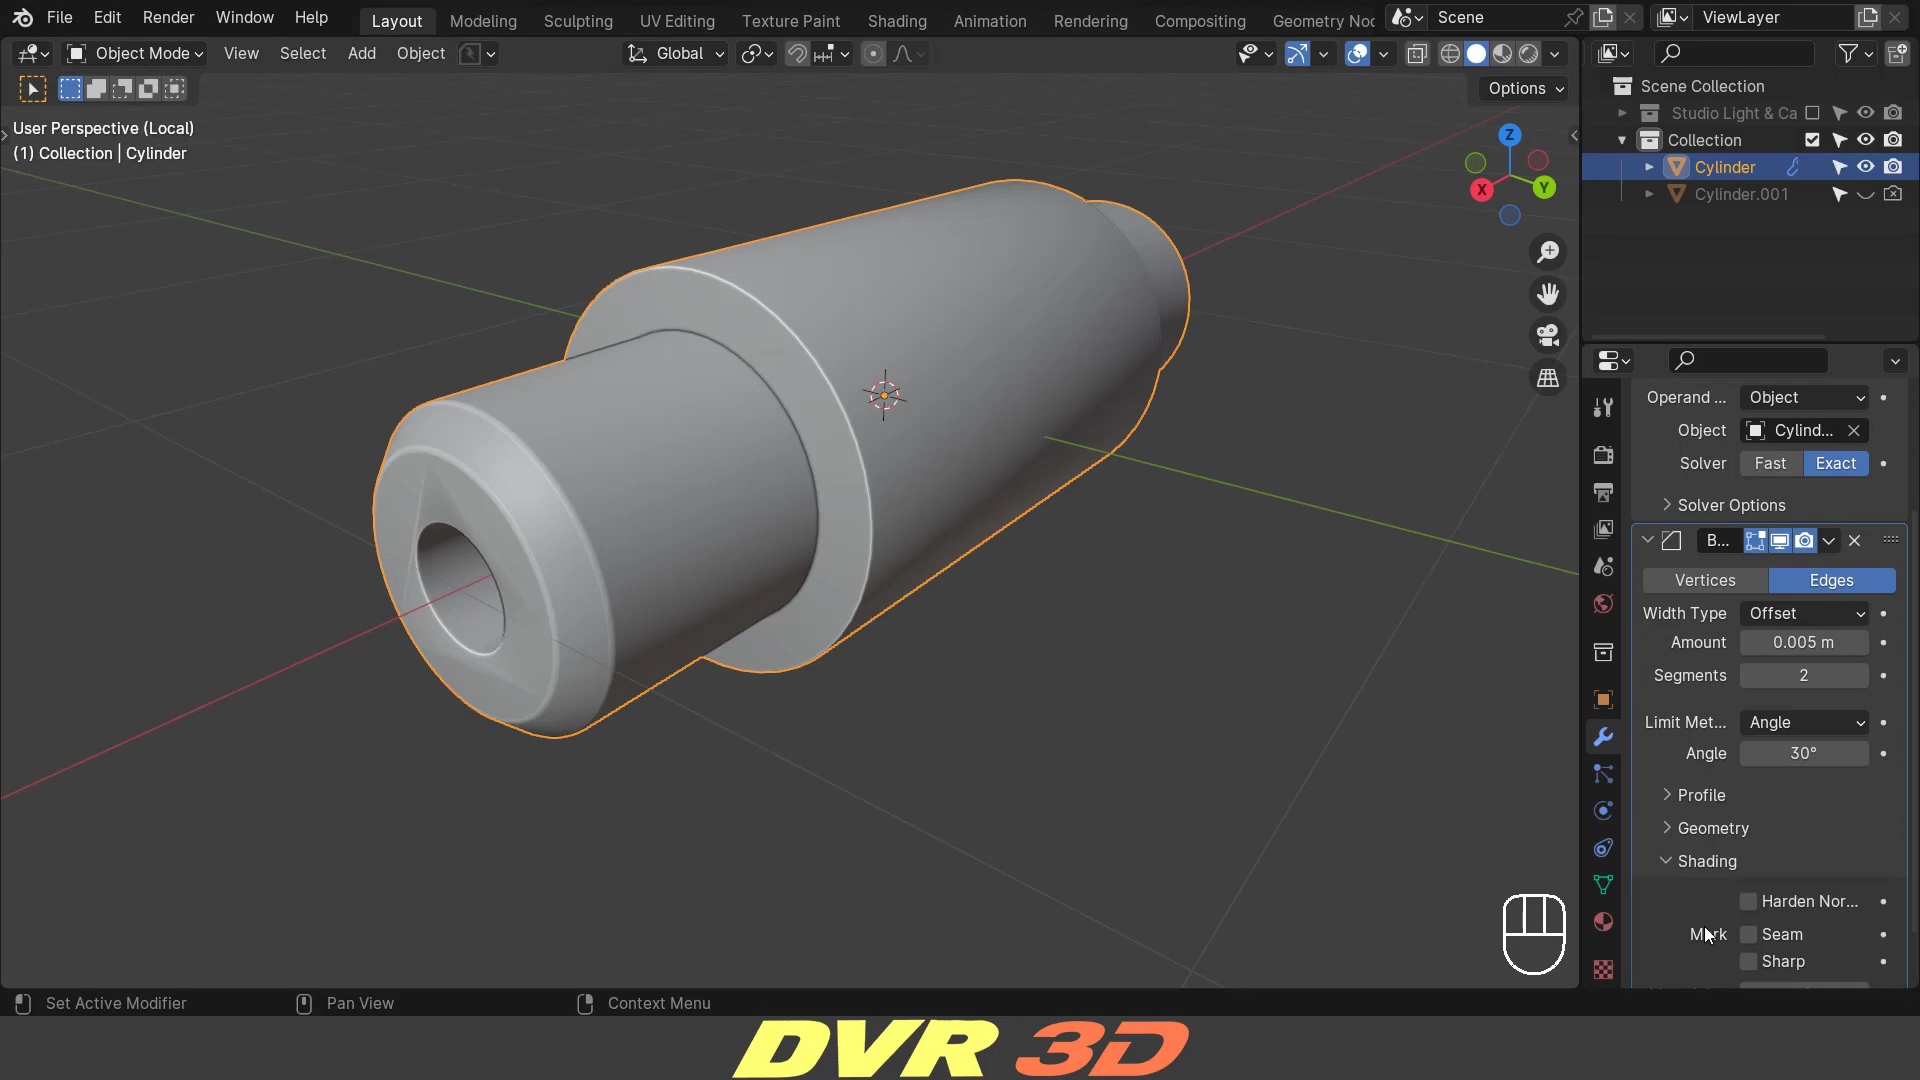 File Edit Render Window Help Layout Modeling Sculpting UV Editing Texture Paint Shading Animation Rendering Compositing Geometry Noc Scene ViewLayer
Object Mode View Select Add Object Global
Options
User Perspective (Local)
(1) Collection | Cylinder
Z
X
Y
Scene Collection
Studio Light & Ca
Collection
Cylinder
Cylinder.001
Operand ... Object
Object Cylind...
Solver Fast Exact
Solver Options
B...
Vertices Edges
Width Type Offset
Amount 0.005 m
Segments 2
Limit Met... Angle
Angle 30°
Profile
Geometry
Shading
Harden Nor...
Mark Seam
Sharp
Set Active Modifier Pan View Context Menu
DVR 3D